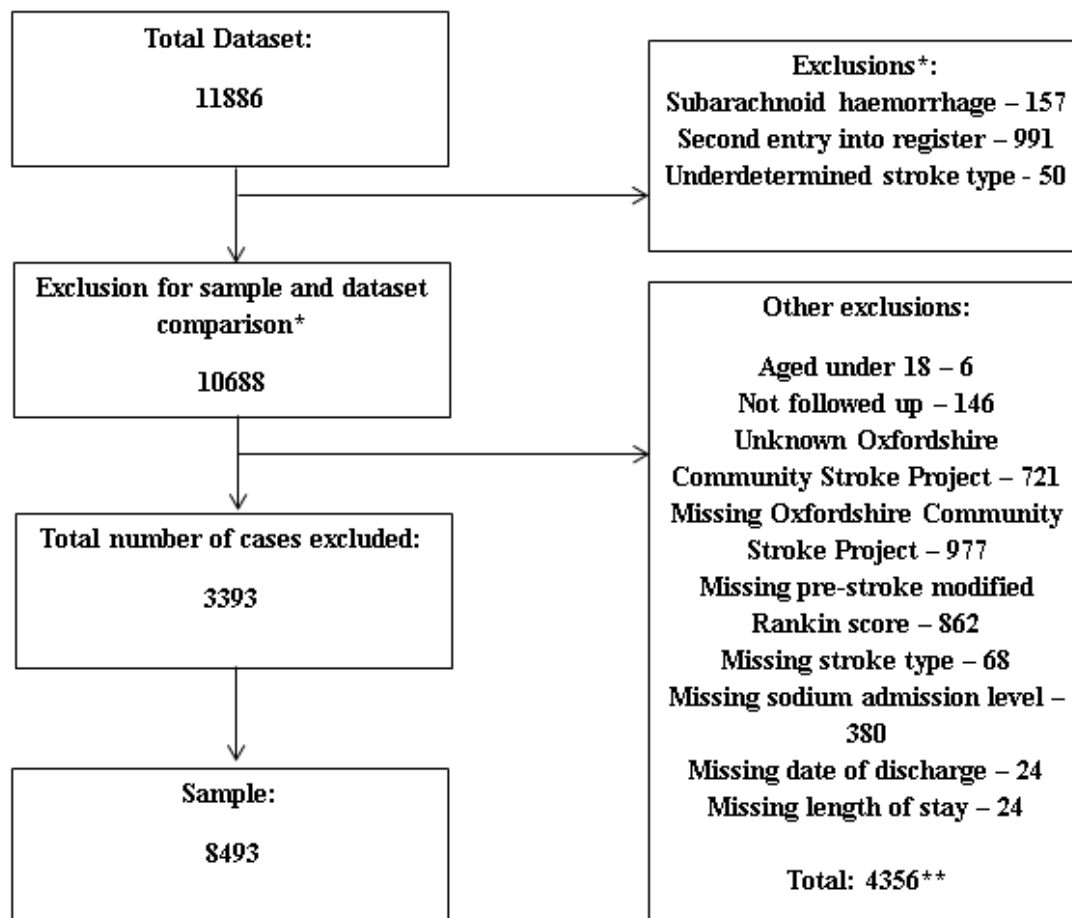 Total Dataset:
11886
Exclusions*:
Subarachnoid haemorrhage – 157
Second entry into register – 991
Underdetermined stroke type - 50
Exclusion for sample and dataset
comparison*
10688
Other exclusions:
Aged under 18 – 6
Not followed up – 146
Unknown Oxfordshire
Community Stroke Project – 721
Missing Oxfordshire Community
Stroke Project – 977
Missing pre-stroke modified
Rankin score – 862
Missing stroke type – 68
Missing sodium admission level –
380
Missing date of discharge – 24
Missing length of stay – 24
Total: 4356**
Total number of cases excluded:
3393
Sample:
8493